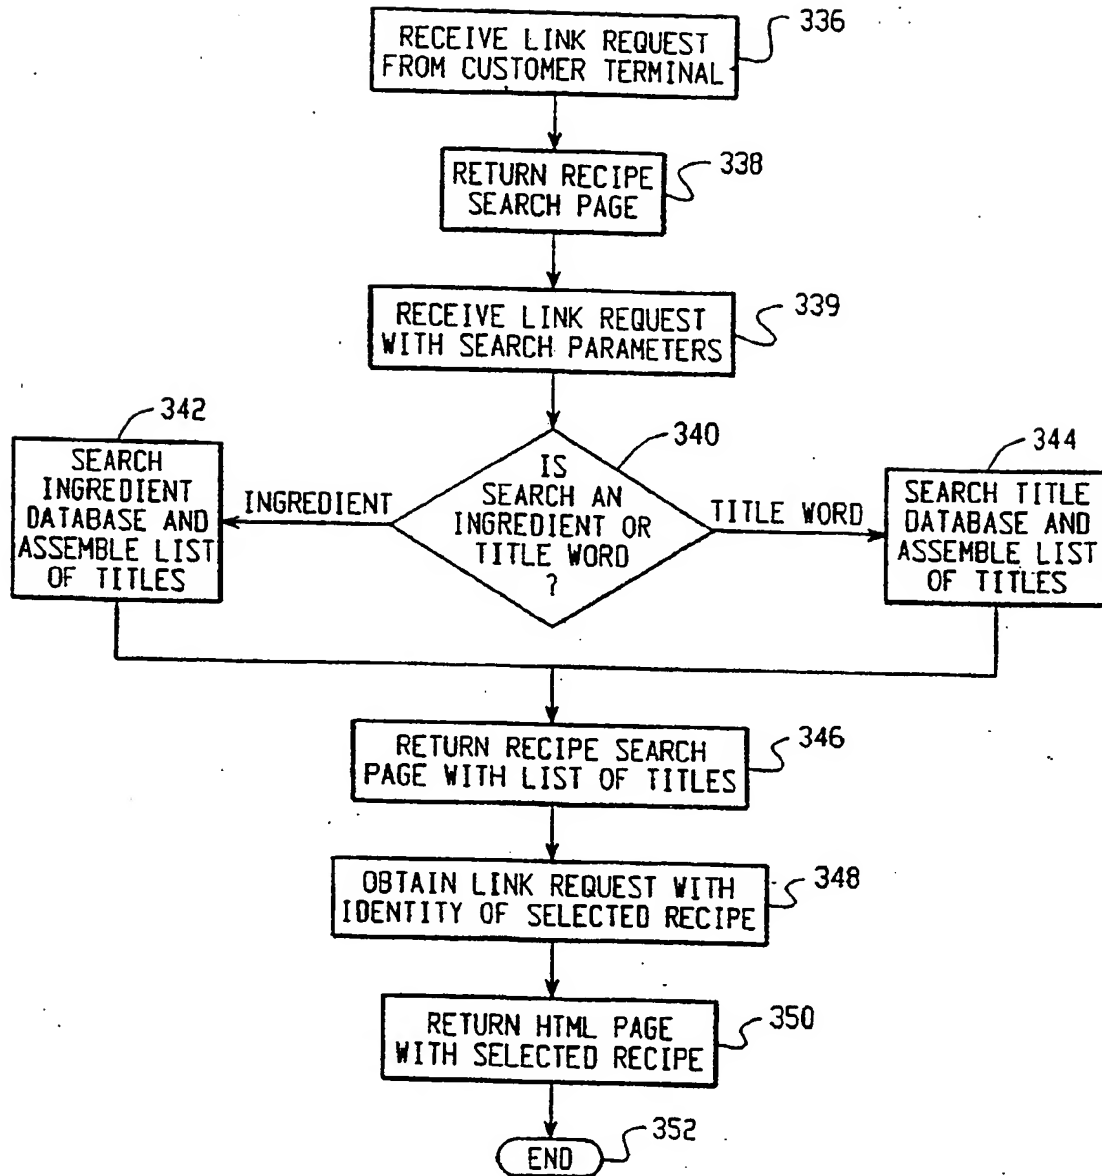 RECEIVE LINK REQUEST
FROM CUSTOMER TERMINAL
336
RETURN RECIPE
SEARCH PAGE
338
RECEIVE LINK REQUEST
WITH SEARCH PARAMETERS
339
342
SEARCH
INGREDIENT
DATABASE AND
ASSEMBLE LIST
OF TITLES
INGREDIENT
340
IS
SEARCH AN
INGREDIENT OR
TITLE WORD
?
TITLE WORD
344
SEARCH TITLE
DATABASE AND
ASSEMBLE LIST
OF TITLES
RETURN RECIPE SEARCH
PAGE WITH LIST OF TITLES
346
OBTAIN LINK REQUEST WITH
IDENTITY OF SELECTED RECIPE
348
RETURN HTML PAGE
WITH SELECTED RECIPE
350
END
352